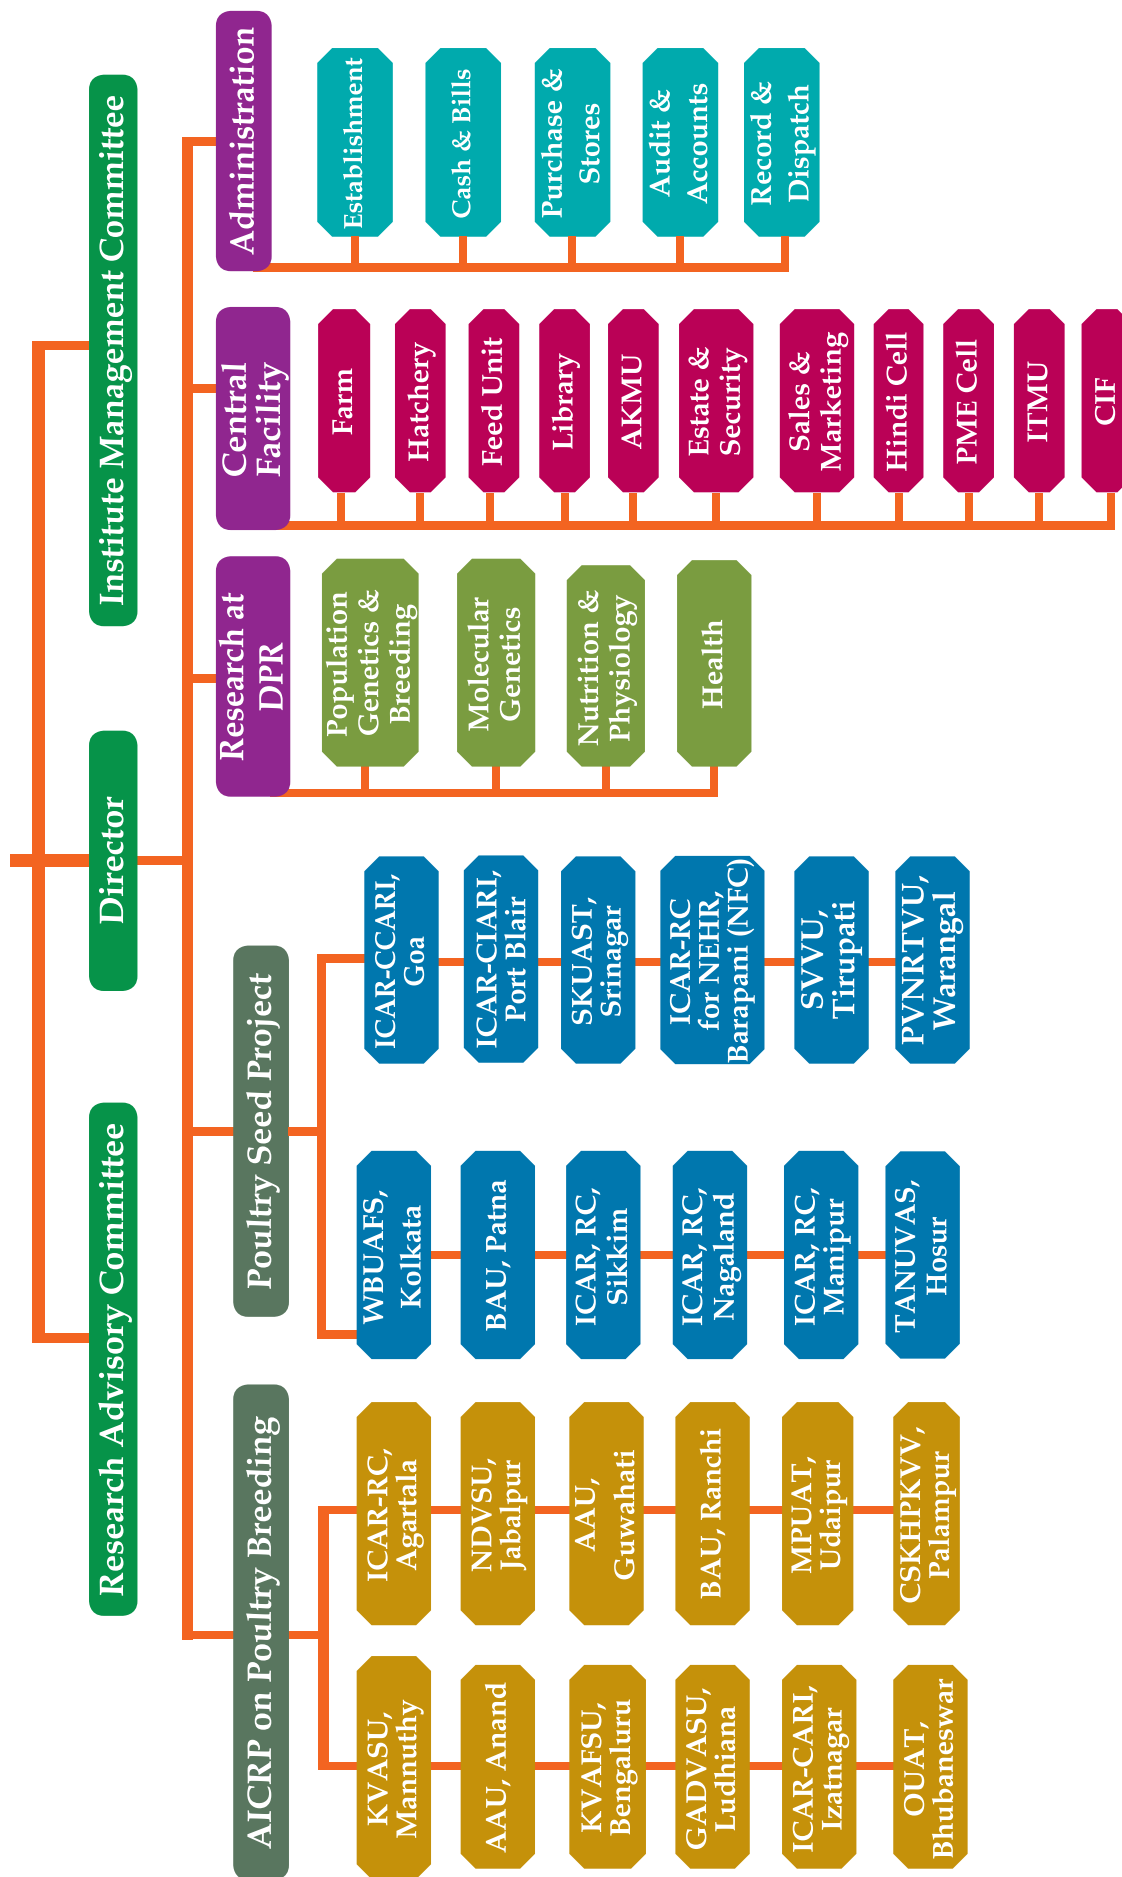 Research Advisory Committee
Director
Institute Management Committee
AICRP on Poultry Breeding
KVASU,
Mannuthy
AAU, Anand
KVAFSU,
Bengaluru
GADVASU,
Ludhiana
ICAR-CARI,
Izatnagar
OUAT,
Bhubaneswar
ICAR-RC,
Agartala
NDVSU,
Jabalpur
AAU,
Guwahati
BAU, Ranchi
MPUAT,
Udaipur
CSKHPKVV,
Palampur
Poultry Seed Project
WBUAFS,
Kolkata
BAU, Patna
ICAR, RC,
Sikkim
ICAR, RC,
Nagaland
ICAR, RC,
Manipur
TANUVAS,
Hosur
ICAR-CCARI,
Goa
ICAR-CIARI,
Port Blair
SKUAST,
Srinagar
ICAR-RC
for NEHR,
Barapani (NFC)
SVVU,
Tirupati
PVNRTVU,
Warangal
Research at
DPR
Population
Genetics &
Breeding
Molecular
Genetics
Nutrition &
Physiology
Health
Central
Facility
Farm
Hatchery
Feed Unit
Library
AKMU
Estate &
Security
Sales &
Marketing
Hindi Cell
PME Cell
ITMU
CIF
Administration
Establishment
Cash & Bills
Purchase &
Stores
Audit &
Accounts
Record &
Dispatch